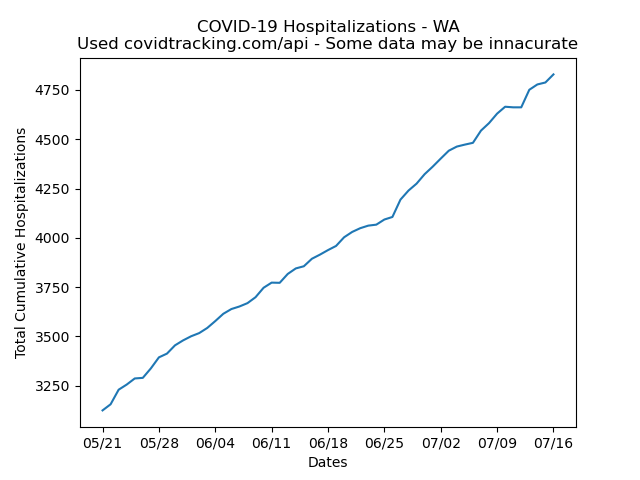 COVID-19 Hospitalizations - WA
Used covidtracking.com/api - Some data may be innacurate
Total Cumulative Hospitalizations
4750
4500
4250
4000
3750
3500
3250
05/21 05/28 06/04 06/11 06/18 06/25 07/02 07/09 07/16
Dates